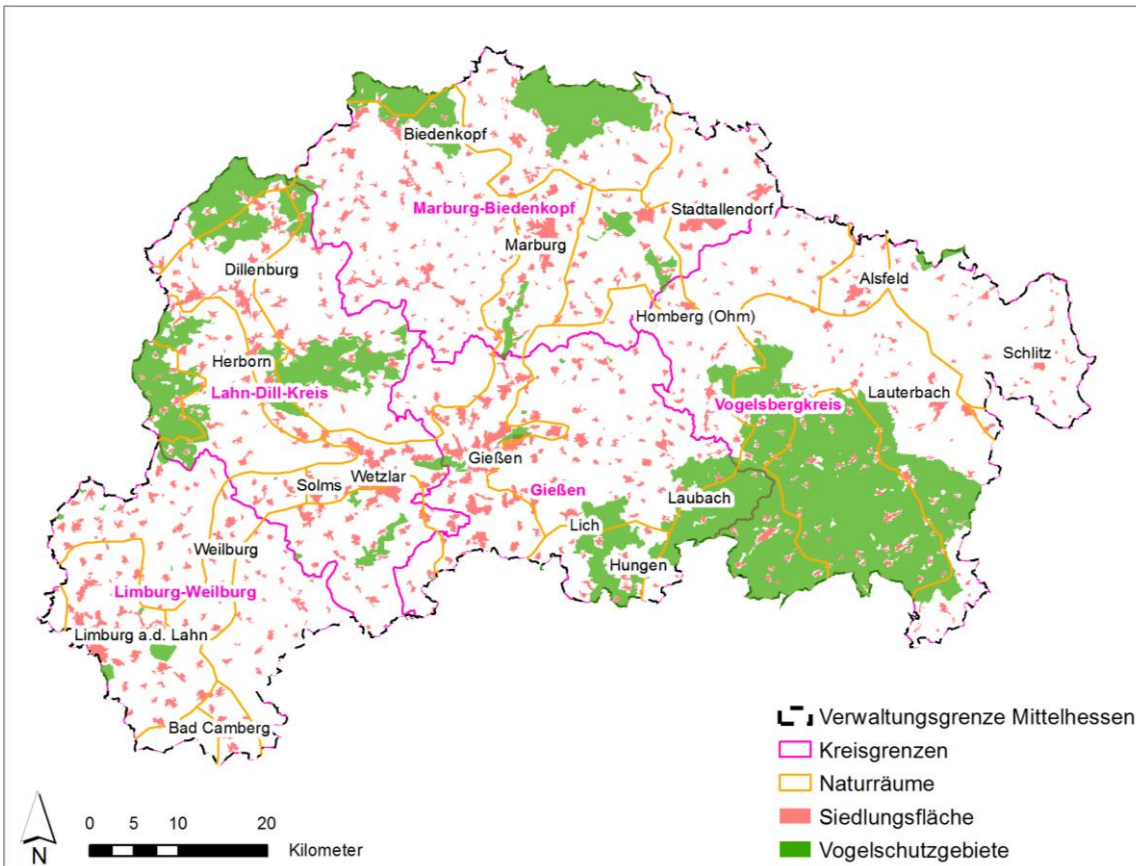 Biedenkopf
Marburg-Biedenkopf
Stadtallendorf
Marburg
Dillenburg
Alsfeld
Homberg (Ohm)
Schlitz
Herborn
Lahn-Dill-Kreis
Lauterbach
Vogelsbergkreis
Gießen
Wetzlar
Solms
Gießen
Laubach
Lich
Weilburg
Hungen
Limburg-Weilburg
Limburg a.d. Lahn
Bad Camberg
Verwaltungsgrenze Mittelhessen
Kreisgrenzen
Naturräume
Siedlungsfläche
Vogelschutzgebiete
N
0 5 10 20
Kilometer